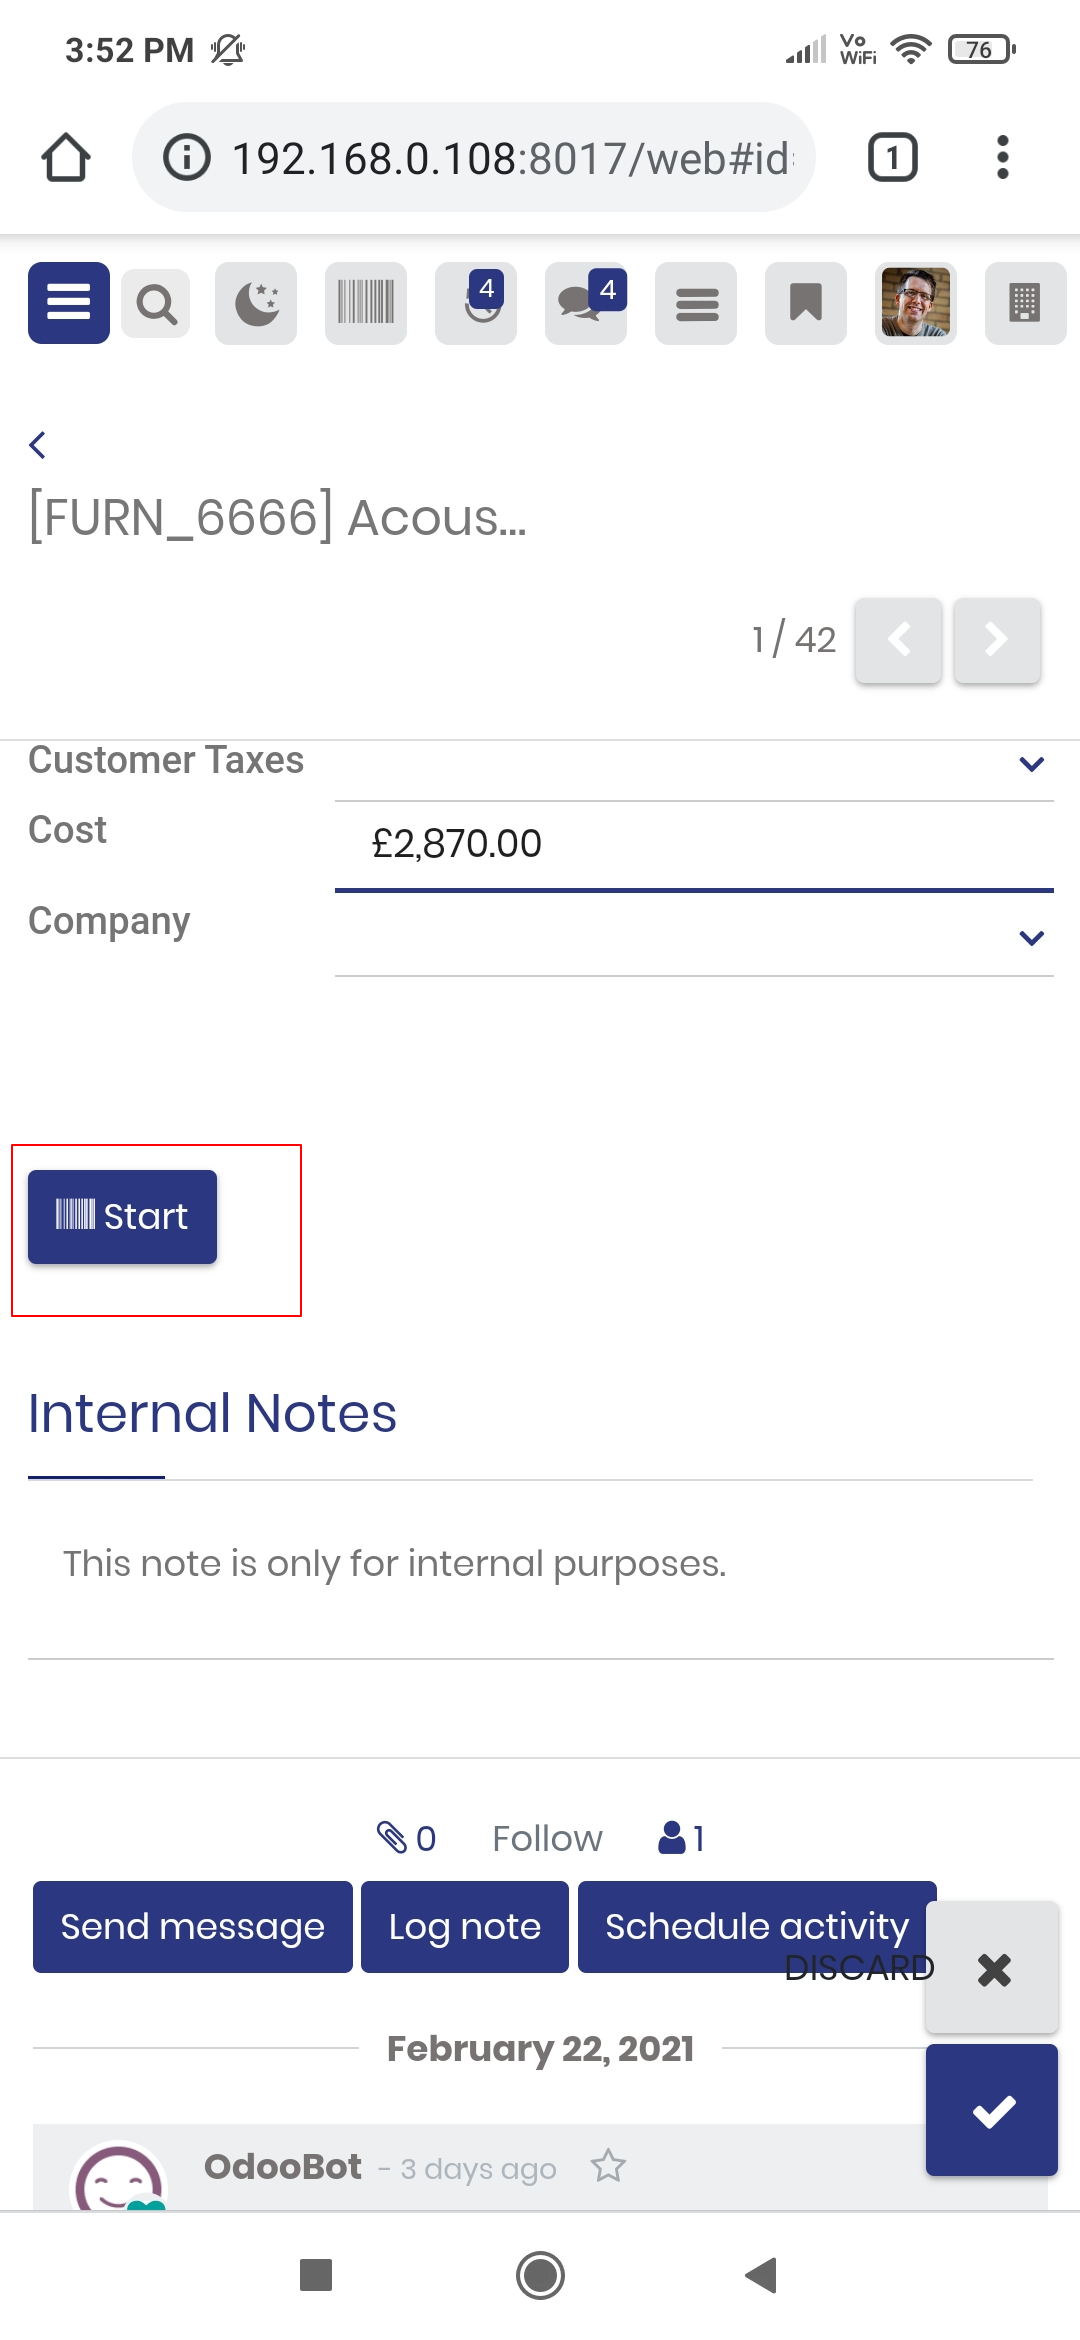 3:52 PM
Vo
WiFi
76
192.168.0.108:8017/web#id
1
4
4
[FURN_6666] Acous...
1 / 42
Customer Taxes
Cost
£2,870.00
Company
Start
Internal Notes
This note is only for internal purposes.
0 Follow 1
Send message
Log note
Schedule activity
DISCARD
February 22, 2021
OdooBot - 3 days ago